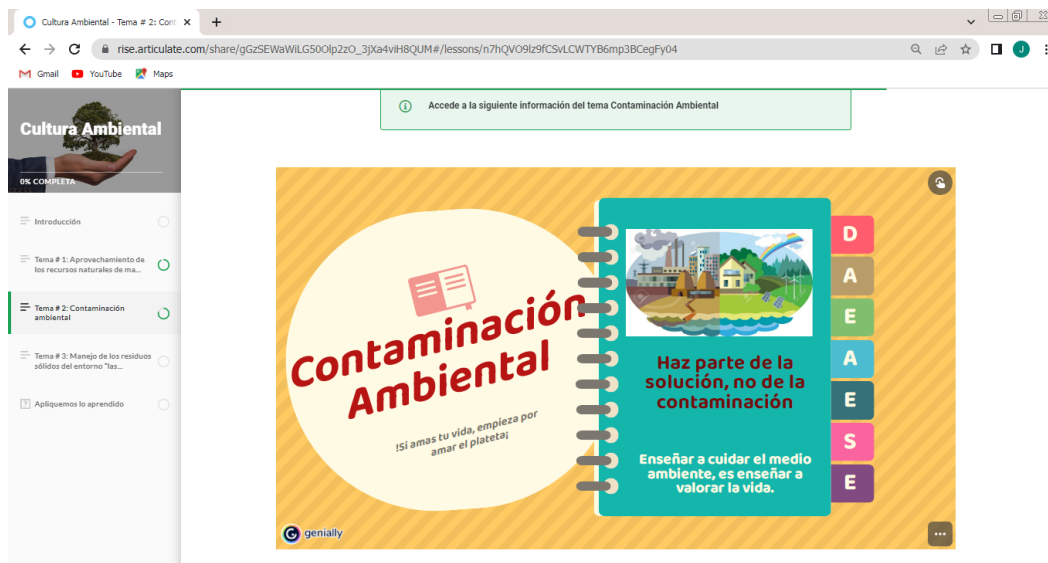 Cultura Ambiental - Tema # 2: Cont
rise.articulate.com/share/gGzSEWaWiLG50Olp2zO_3jXa4viH8QUM#/lessons/n7hQVO9lz9fCSvLCWTYB6mp3BCegFy04
J
Gmail
YouTube
Maps
Cultura Ambiental
0% COMPLETA
Introducción
Tema # 1: Aprovechamiento de
los recursos naturales de ma...
Tema # 2: Contaminación
ambiental
Tema # 3: Manejo de los residuos
sólidos del entorno "las...
Apliquemos lo aprendido
Accede a la siguiente información del tema Contaminación Ambiental
Contaminación
Ambiental
!Si amas tu vida, empieza por
amar el plateta¡
Haz parte de la
solución, no de la
contaminación
Enseñar a cuidar el medio
ambiente, es enseñar a
valorar la vida.
D
A
E
A
E
S
E
genially